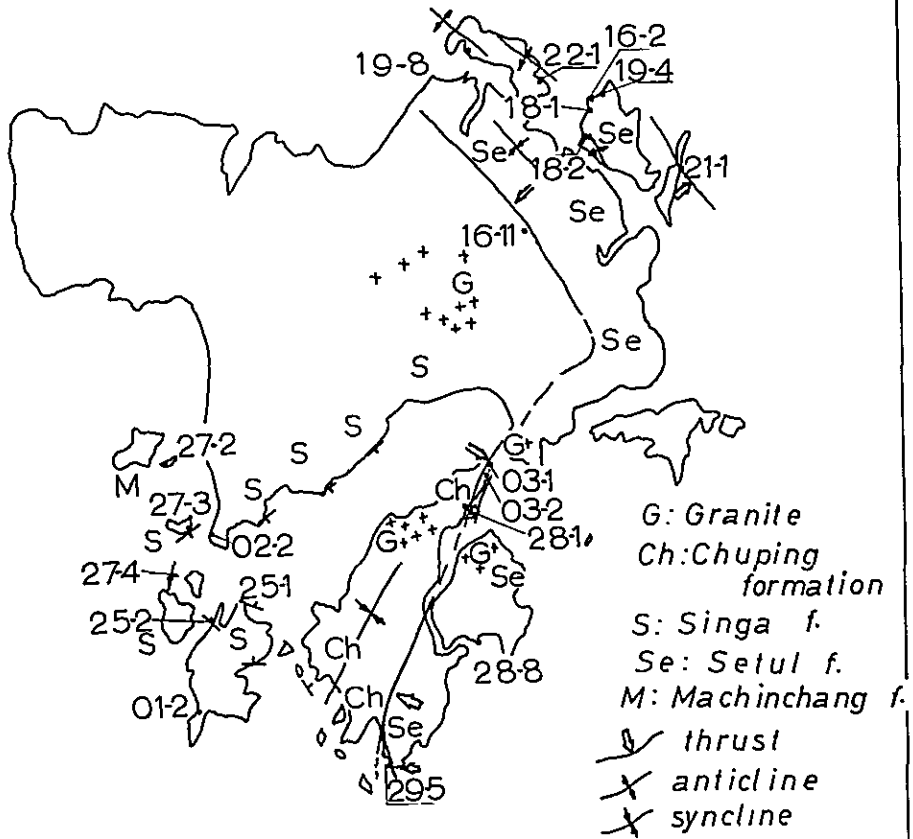 16-2
22-1
19-8
19-4
18-1
Se
Se
18-2
21-1
Se
16-11
G
Se
S
S
G
27-2
S
03-1
M
S
Ch
03-2
27-3
G: Granite
S
02-2
G
28-1
Ch: Chuping
formation
G
Se
27-4
25-1
25-2
S
S
S: Singa f.
Ch
28-8
Se: Setul f.
01-2
Ch
M: Machinchang f.
Se
thrust
29-5
anticline
syncline